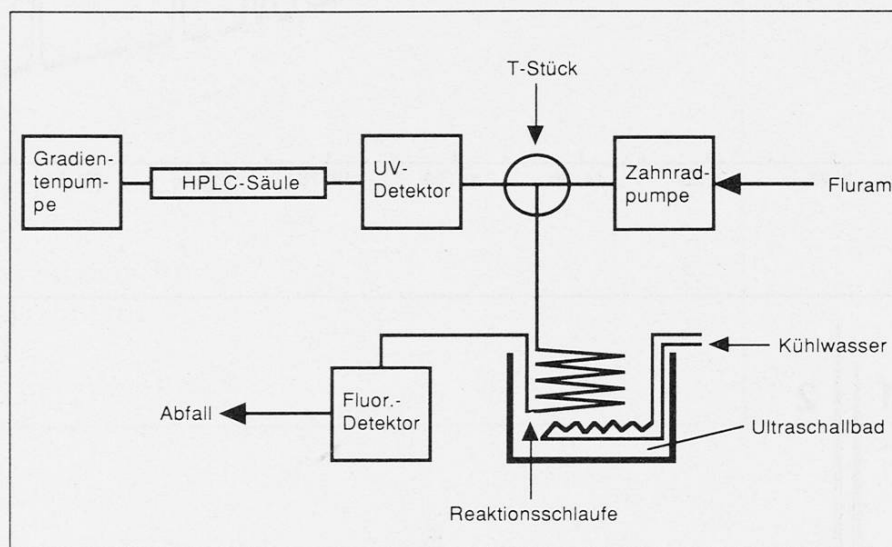 T-Stück
Gradien-
tenpum-
pe
HPLC-Säule
UV-
Detektor
Zahnrad-
pumpe
Fluram
Kühlwasser
Fluor.-
Detektor
Abfall
Ultraschallbad
Reaktionsschlaufe